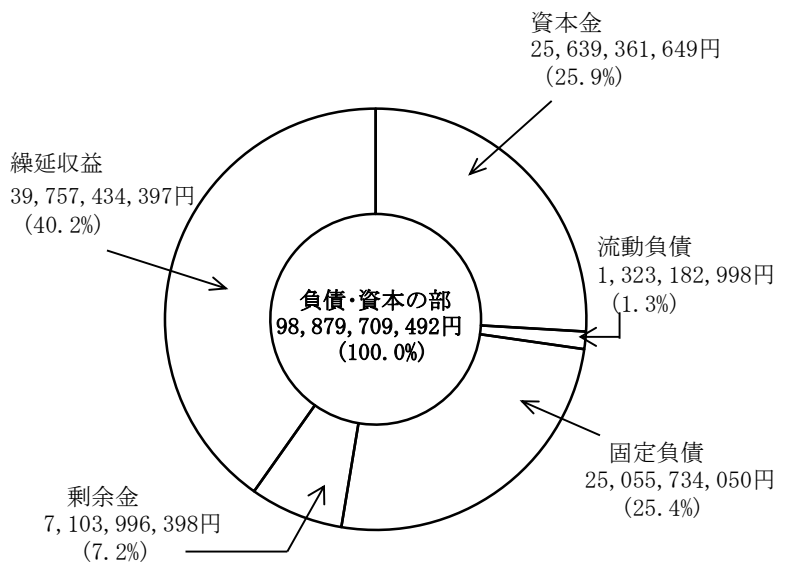 資本金
25,639,361,649円
(25.9%)
繰延収益
39,757,434,397円
(40.2%)
流動負債
1,323,182,998円
(1.3%)
負債・資本の部
98,879,709,492円
(100.0%)
固定負債
25,055,734,050円
(25.4%)
剰余金
7,103,996,398円
(7.2%)